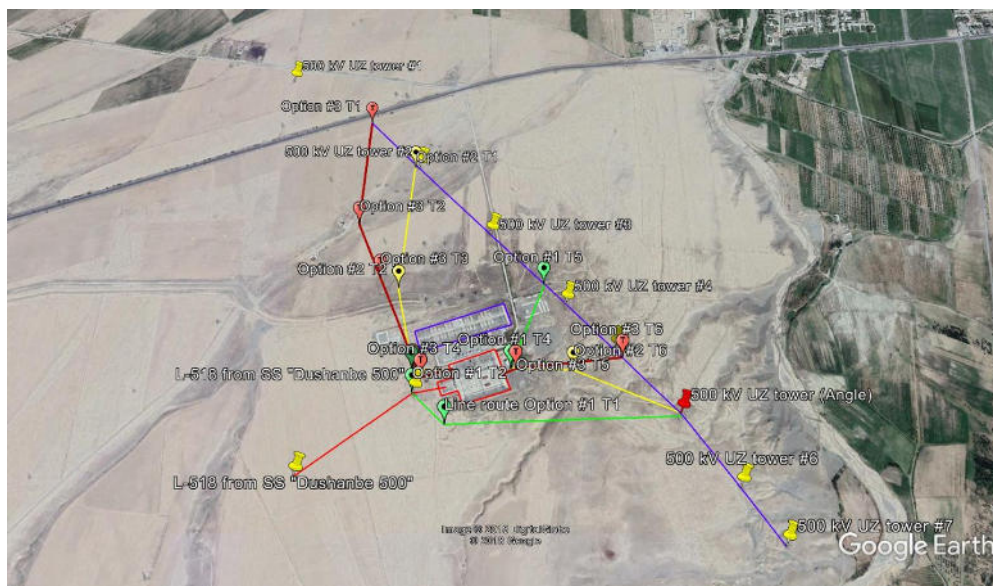 500 kV UZ tower #1
Option #3 T1
500 kV UZ tower #2
Option #2 T1
Option #3 T2
500 kV UZ tower #3
Option #3 T3
Option #1 T5
Option #2 T2
500 kV UZ tower #4
Option #3 T6
Option #1 T4
Option #3 T4
Option #2 T6
Option #3 T5
L-518 from SS "Dushanbe 500"
Option #1 T2
500 kV UZ tower (Angle)
Line route Option #1 T1
500 kV UZ tower #6
L-518 from SS "Dushanbe 500"
500 kV UZ tower #7
Google Earth